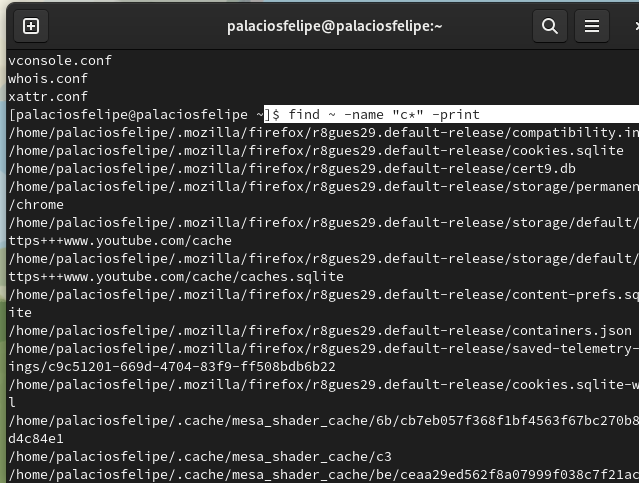 palaciosfelipe@palaciosfelipe:~
vconsole.conf
whois.conf
xattr.conf
[palaciosfelipe@palaciosfelipe ~]$ find ~ -name "c*" -print
/home/palaciosfelipe/.mozilla/firefox/r8gues29.default-release/compatibility.in
/home/palaciosfelipe/.mozilla/firefox/r8gues29.default-release/cookies.sqlite
/home/palaciosfelipe/.mozilla/firefox/r8gues29.default-release/cert9.db
/home/palaciosfelipe/.mozilla/firefox/r8gues29.default-release/storage/permanen
/chrome
/home/palaciosfelipe/.mozilla/firefox/r8gues29.default-release/storage/default/
ttps+++www.youtube.com/cache
/home/palaciosfelipe/.mozilla/firefox/r8gues29.default-release/storage/default/
ttps+++www.youtube.com/cache/caches.sqlite
/home/palaciosfelipe/.mozilla/firefox/r8gues29.default-release/content-prefs.sq
ite
/home/palaciosfelipe/.mozilla/firefox/r8gues29.default-release/containers.json
/home/palaciosfelipe/.mozilla/firefox/r8gues29.default-release/saved-telemetry-
ings/c9c51201-669d-4704-83f9-ff508bdb6b22
/home/palaciosfelipe/.mozilla/firefox/r8gues29.default-release/cookies.sqlite-w
l
/home/palaciosfelipe/.cache/mesa_shader_cache/6b/cb7eb057f368f1bf4563f67bc270b8
d4c84e1
/home/palaciosfelipe/.cache/mesa_shader_cache/c3
/home/palaciosfelipe/.cache/mesa_shader_cache/be/ceaa29ed562f8a07999f038c7f21ac